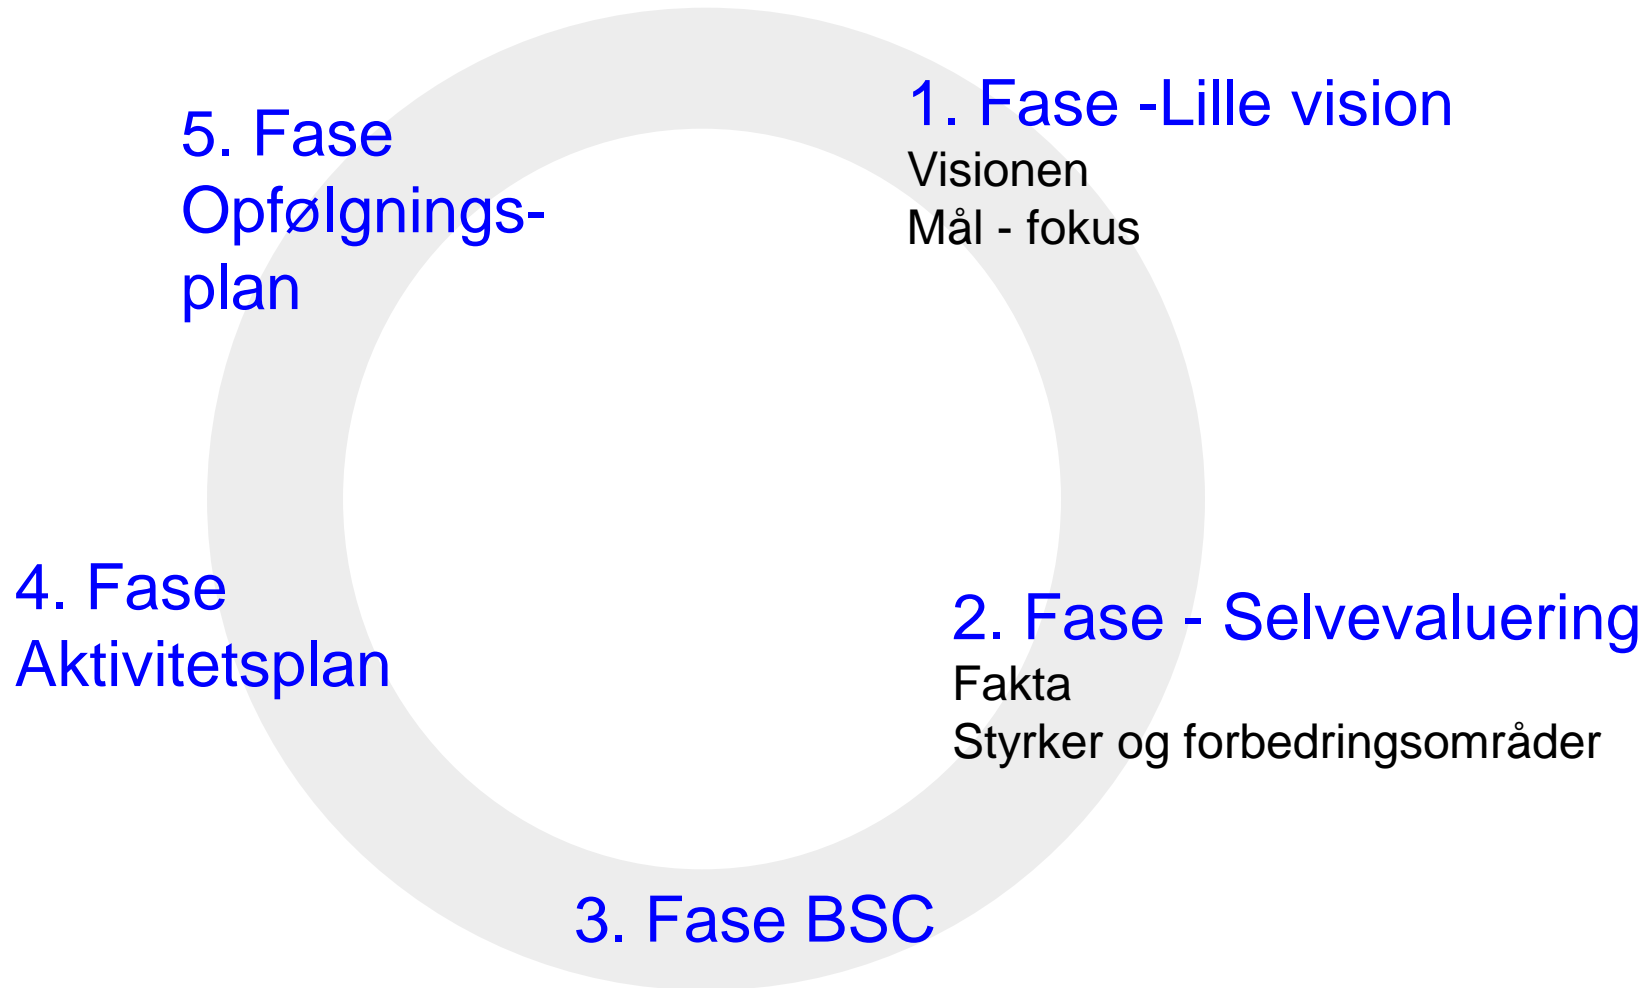 1. Fase -Lille vision
Visionen
Mål - fokus
2. Fase - Selvevaluering
Fakta
Styrker og forbedringsområder
3. Fase BSC
4. Fase
Aktivitetsplan
5. Fase
Opfølgnings-
plan